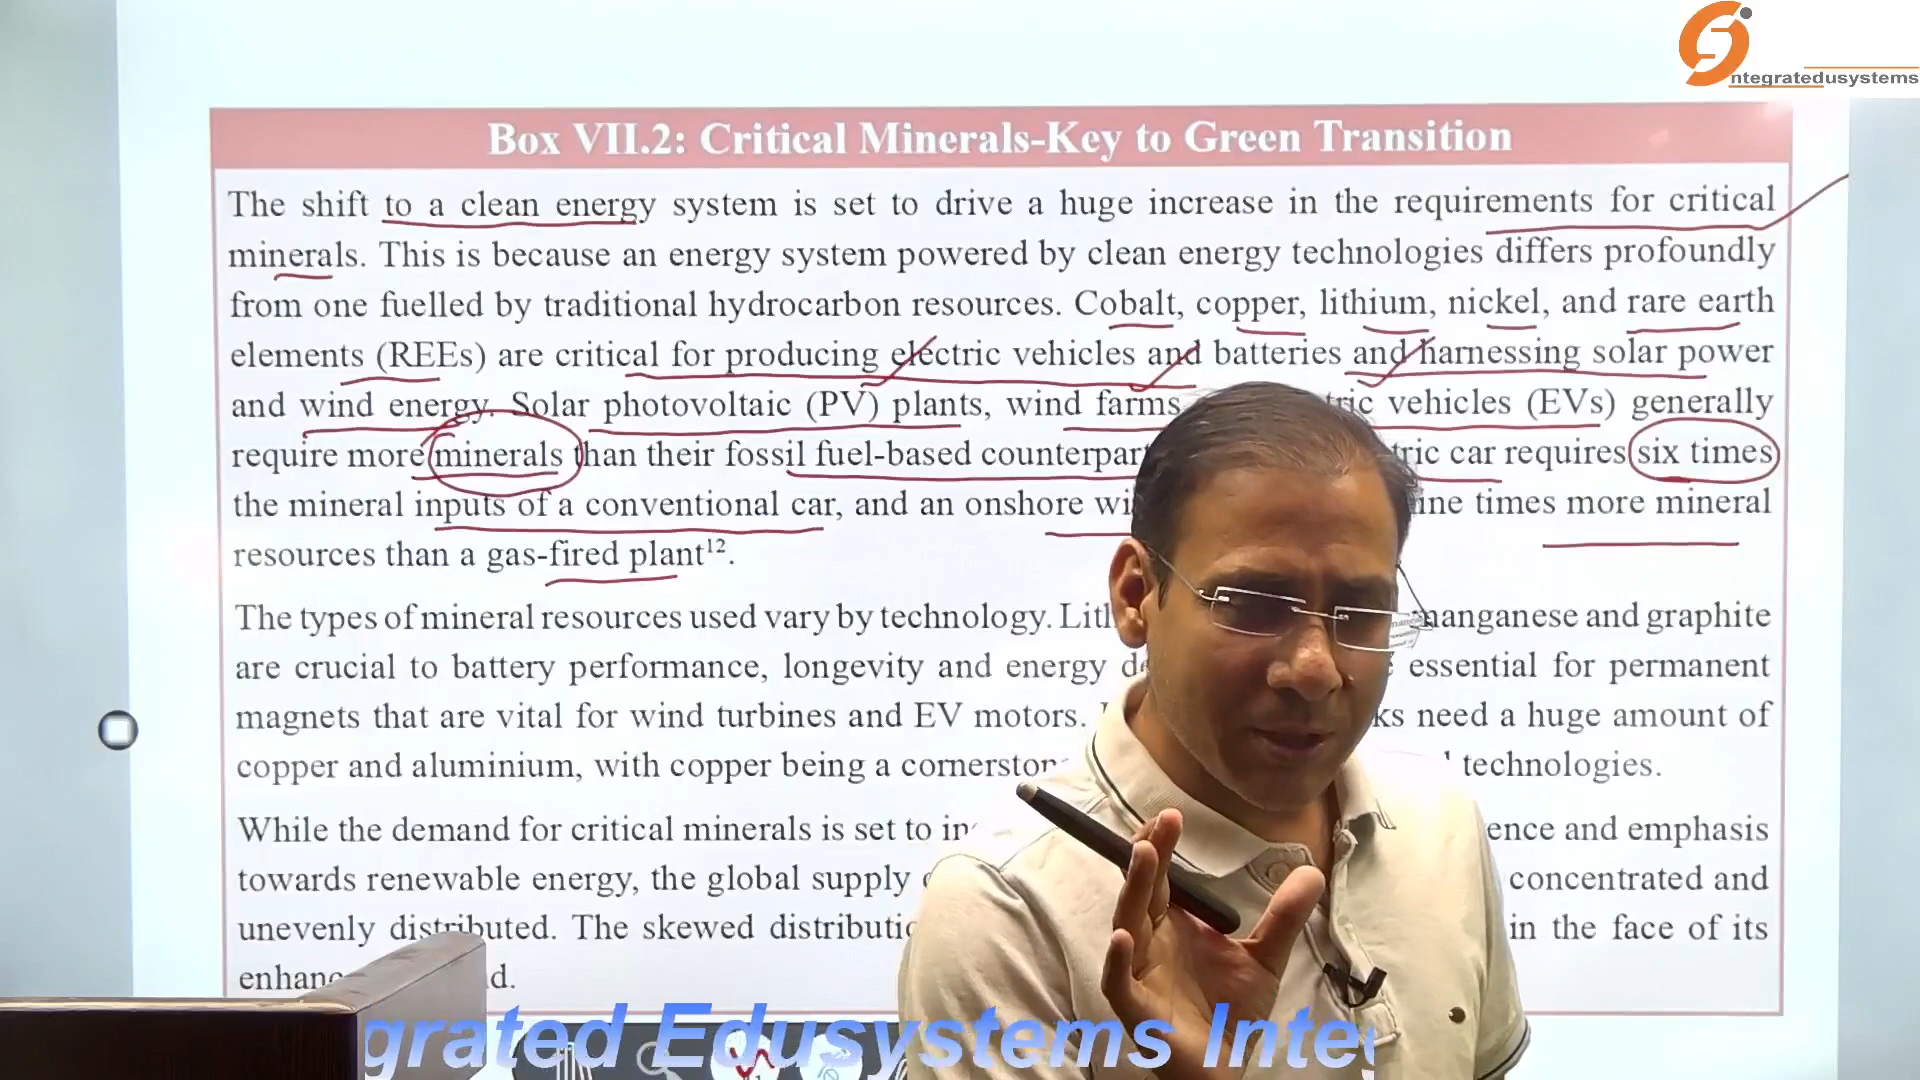 ntegratedusystems
Box VII.2: Critical Minerals-Key to Green Transition
The shift to a clean energy system is set to drive a huge increase in the requirements for critical
minerals. This is because an energy system powered by clean energy technologies differs profoundly
from one fuelled by traditional hydrocarbon resources. Cobalt, copper, lithium, nickel, and rare earth
elements (REEs) are critical for producing electric vehicles and batteries and harnessing solar power
and wind energy. Solar photovoltaic (PV) plants, wind farms vehicles (EVs) generally
require more minerals than their fossil fuel-based car requires six times
the mineral inputs of a conventional car, and an onshore times more mineral
resources than a gas-fired plant¹².
The types of mineral resources used vary by technology. manganese and graphite
are crucial to battery performance, longevity and energy essential for permanent
magnets that are vital for wind turbines and EV motors. need a huge amount of
copper and aluminium, with copper being a technologies.
While the demand for critical minerals is set to and emphasis
towards renewable energy, the global supply concentrated and
unevenly distributed. The skewed in the face of its
grated Edusystems Inte